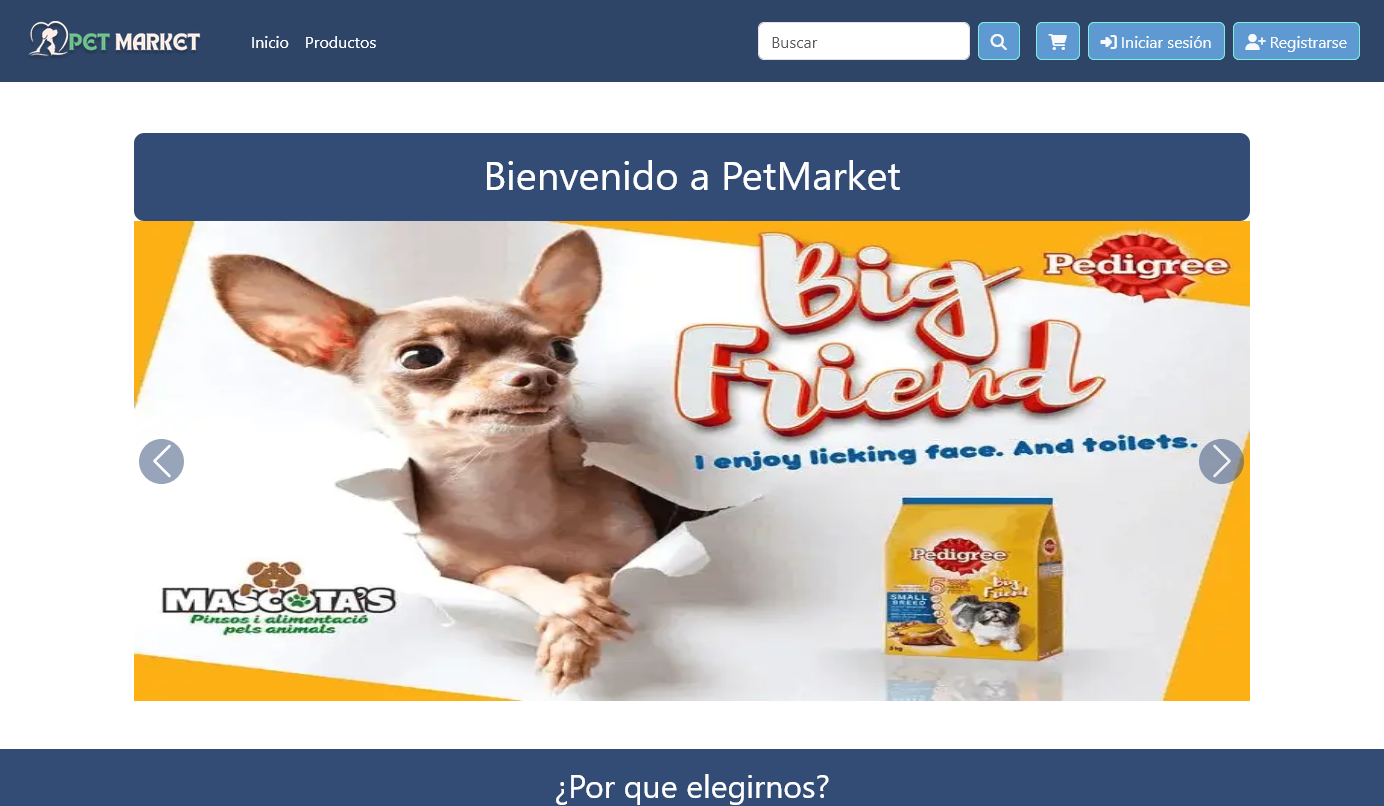 PET MARKET
Inicio Productos
Buscar
Iniciar sesión
Registrarse
Bienvenido a PetMarket
Big
Friend
Pedigree
I enjoy licking face. And toilets.
MASCOTA'S
Pinsos i alimentació
pels animals
Pedigree
5
Big
Friend
SMALL
BREED
¿Por que elegirnos?